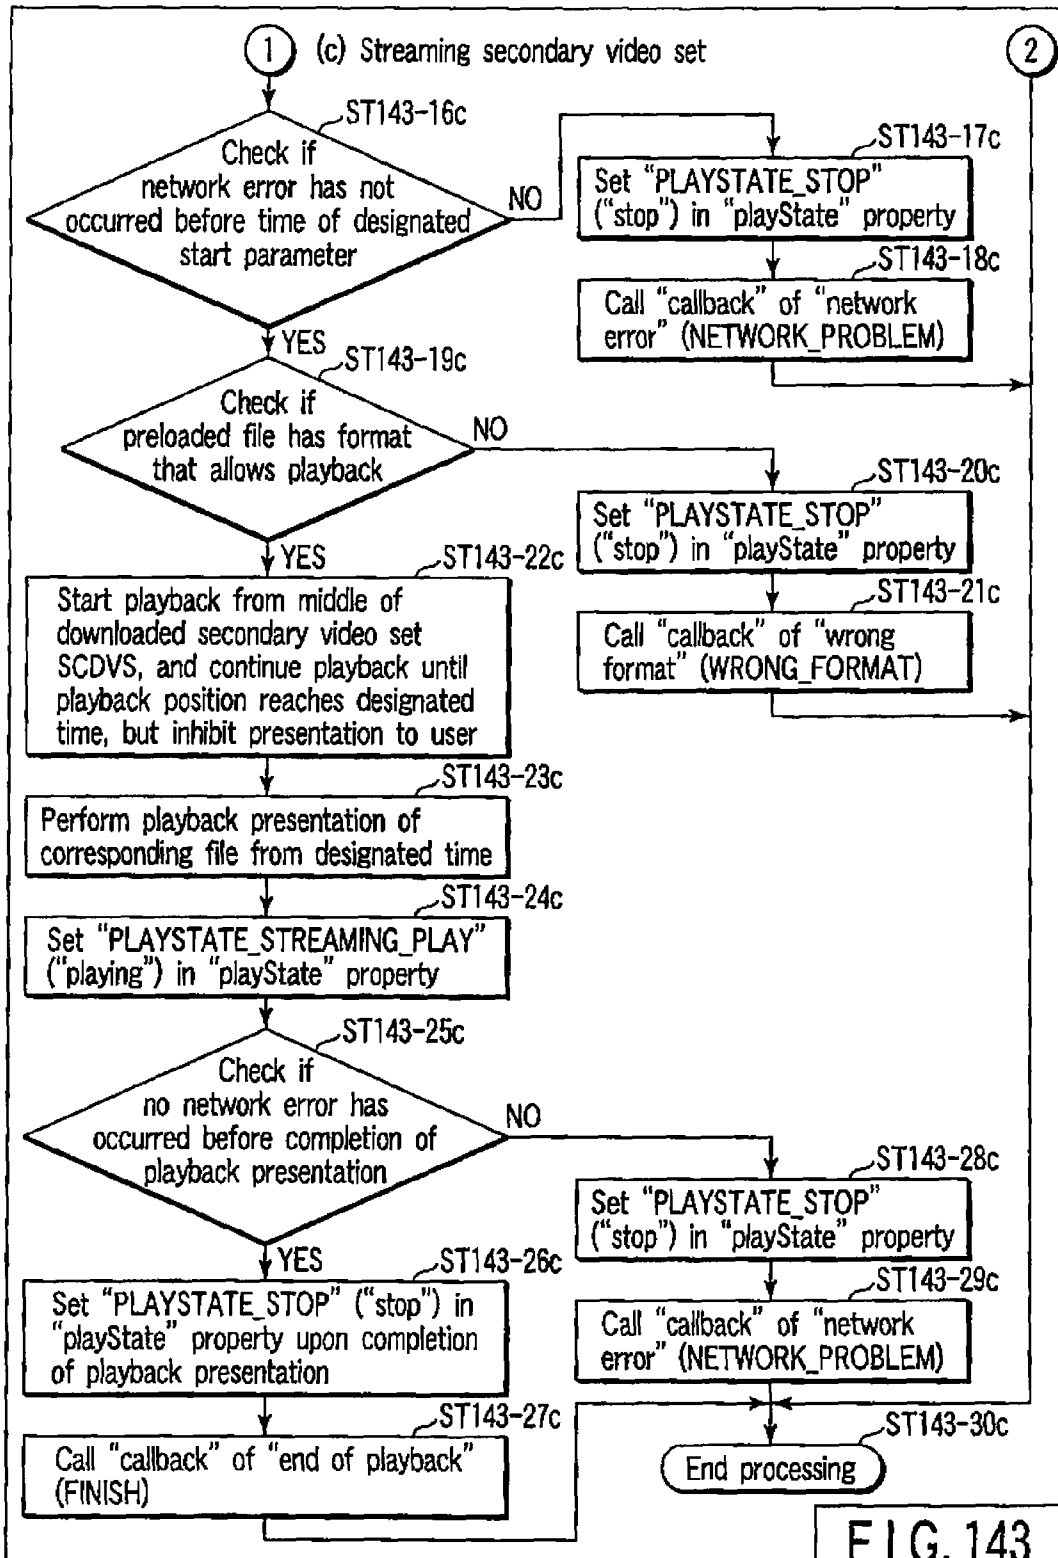 1
(c) Streaming secondary video set
2
ST143-16c
Check if
network error has not
occurred before time of designated
start parameter
NO
YES
ST143-17c
Set “PLAYSTATE_STOP”
(“stop”) in “playState” property
ST143-18c
Call “callback” of “network
error” (NETWORK_PROBLEM)
ST143-19c
Check if
preloaded file has format
that allows playback
NO
YES
ST143-20c
Set “PLAYSTATE_STOP”
(“stop”) in “playState” property
ST143-21c
Call “callback” of “wrong
format” (WRONG_FORMAT)
ST143-22c
Start playback from middle of
downloaded secondary video set
SCDVS, and continue playback until
playback position reaches designated
time, but inhibit presentation to user
ST143-23c
Perform playback presentation of
corresponding file from designated time
ST143-24c
Set “PLAYSTATE_STREAMING_PLAY”
(“playing”) in “playState” property
ST143-25c
Check if
no network error has
occurred before completion of
playback presentation
NO
YES
ST143-28c
Set “PLAYSTATE_STOP”
(“stop”) in “playState” property
ST143-29c
Call “callback” of “network
error” (NETWORK_PROBLEM)
ST143-26c
Set “PLAYSTATE_STOP” (“stop”) in
“playState” property upon completion
of playback presentation
ST143-27c
Call “callback” of “end of playback”
(FINISH)
ST143-30c
End processing
FIG. 143